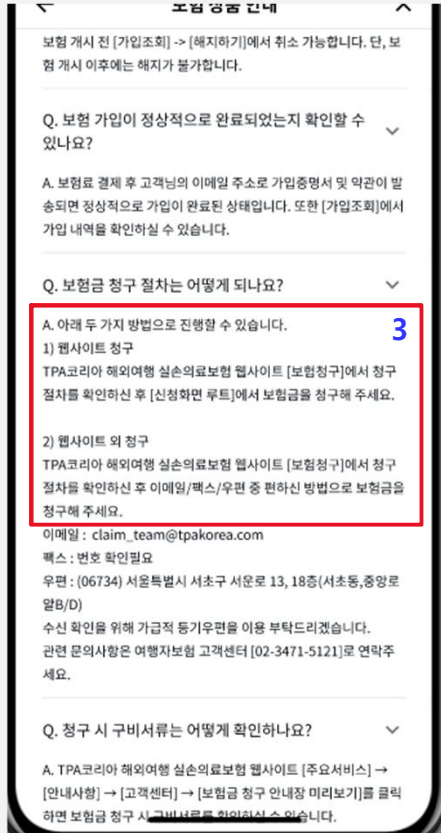 보험 상품 안내
보험 개시 전 [가입조회] -> [해지하기]에서 취소 가능합니다. 단, 보
험 개시 이후에는 해지가 불가합니다.
Q. 보험 가입이 정상적으로 완료되었는지 확인할 수
있나요?
A. 보험료 결제 후 고객님의 이메일 주소로 가입증명서 및 약관이 발
송되면 정상적으로 가입이 완료된 상태입니다. 또한 [가입조회]에서
가입 내역을 확인하실 수 있습니다.
Q. 보험금 청구 절차는 어떻게 되나요?
A. 아래 두 가지 방법으로 진행할 수 있습니다.
3
1) 웹사이트 청구
TPA코리아 해외여행 실손의료보험 웹사이트 [보험청구]에서 청구
절차를 확인하신 후 [신청화면 루트]에서 보험금을 청구해 주세요.
2) 웹사이트 외 청구
TPA코리아 해외여행 실손의료보험 웹사이트 [보험청구]에서 청구
절차를 확인하신 후 이메일/팩스/우편 중 편하신 방법으로 보험금을
청구해 주세요.
이메일 : claim_team@tpakorea.com
팩스 : 번호 확인필요
우편 : (06734) 서울특별시 서초구 서운로 13, 18층(서초동,중앙로
얄B/D)
수신 확인을 위해 가급적 등기우편을 이용 부탁드리겠습니다.
관련 문의사항은 여행자보험 고객센터 [02-3471-5121]로 연락주
세요.
Q. 청구 시 구비서류는 어떻게 확인하나요?
A. TPA코리아 해외여행 실손의료보험 웹사이트 [주요서비스] →
[안내사항] → [고객센터] → [보험금 청구 안내장 미리보기]를 클릭
하면 보험금 청구 시 구비서류를 확인하실 수 있습니다.